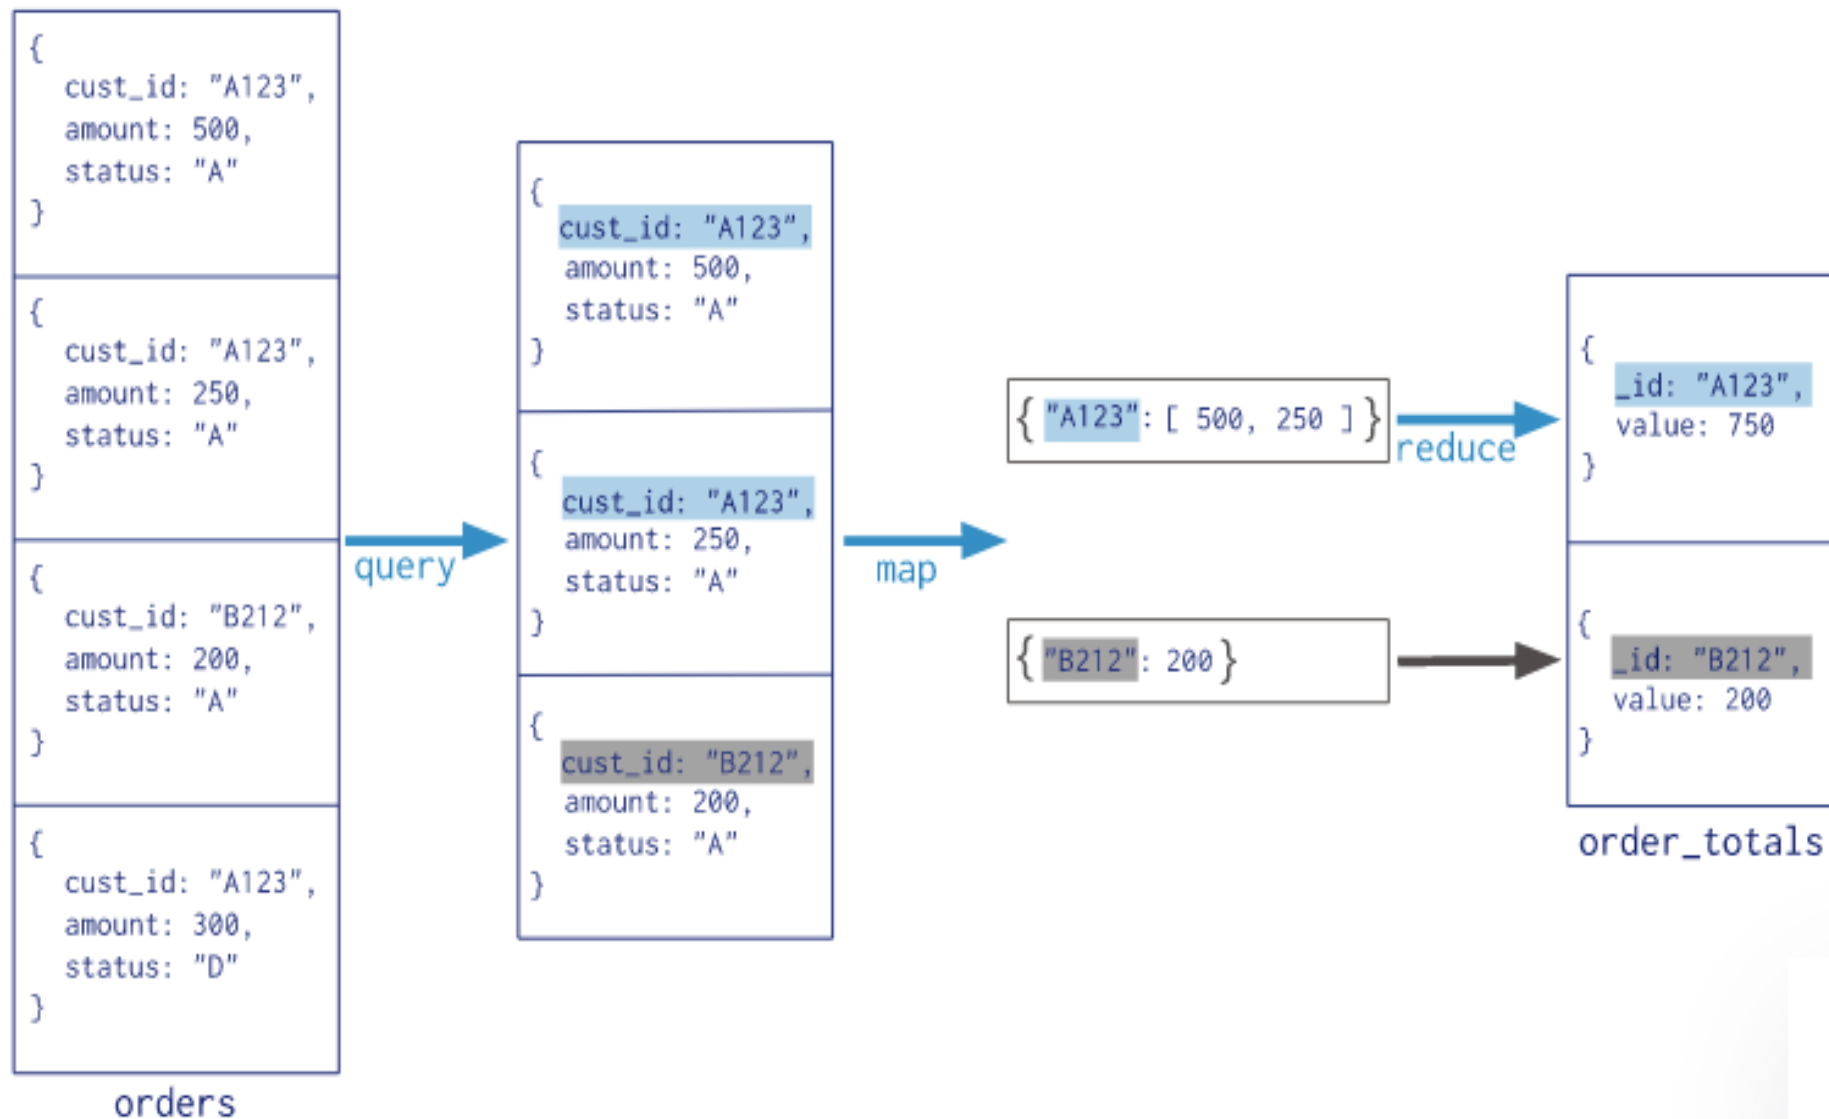 {
cust_id: "A123",
amount: 500,
status: "A"
}
{
cust_id: "A123",
amount: 250,
status: "A"
}
{
cust_id: "B212",
amount: 200,
status: "A"
}
{
cust_id: "A123",
amount: 300,
status: "D"
}
orders
query
{
cust_id: "A123",
amount: 500,
status: "A"
}
{
cust_id: "A123",
amount: 250,
status: "A"
}
{
cust_id: "B212",
amount: 200,
status: "A"
}
map
{ "A123": [ 500, 250 ] }
{ "B212": 200 }
reduce
{
_id: "A123",
value: 750
}
{
_id: "B212",
value: 200
}
order_totals